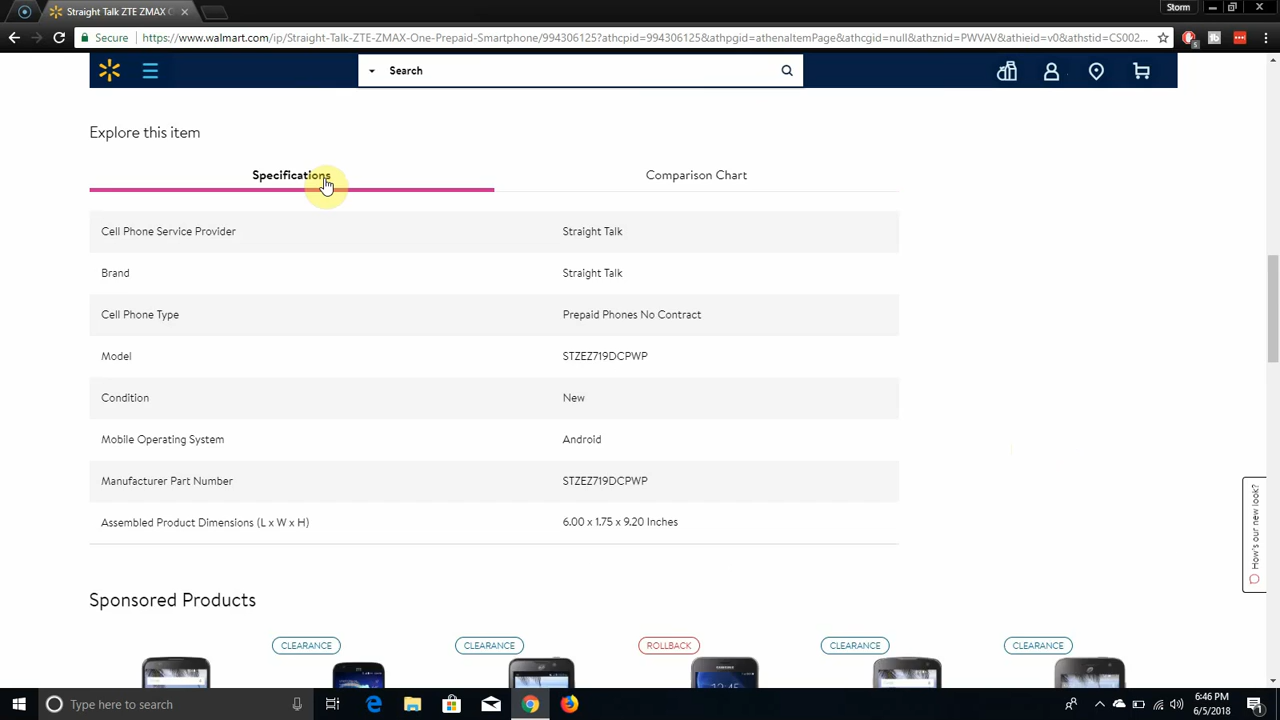 Straight Talk ZTE ZMAX O
Storm
Secure
https://www.walmart.com/ip/Straight-Talk-ZTE-ZMAX-One-Prepaid-Smartphone/994306125?athcpid=994306125&athpgid=athenaItemPage&athcgid=null&athznid=PWVAV&athieid=v0&athstid=CS002...
Search
Explore this item
Specifications
Comparison Chart
Cell Phone Service Provider Straight Talk
Brand Straight Talk
Cell Phone Type Prepaid Phones No Contract
Model STZEZ719DCPWP
Condition New
Mobile Operating System Android
Manufacturer Part Number STZEZ719DCPWP
Assembled Product Dimensions (L x W x H) 6.00 x 1.75 x 9.20 Inches
How's our new look?
Sponsored Products
CLEARANCE CLEARANCE ROLLBACK CLEARANCE CLEARANCE
Type here to search
6:46 PM
6/5/2018